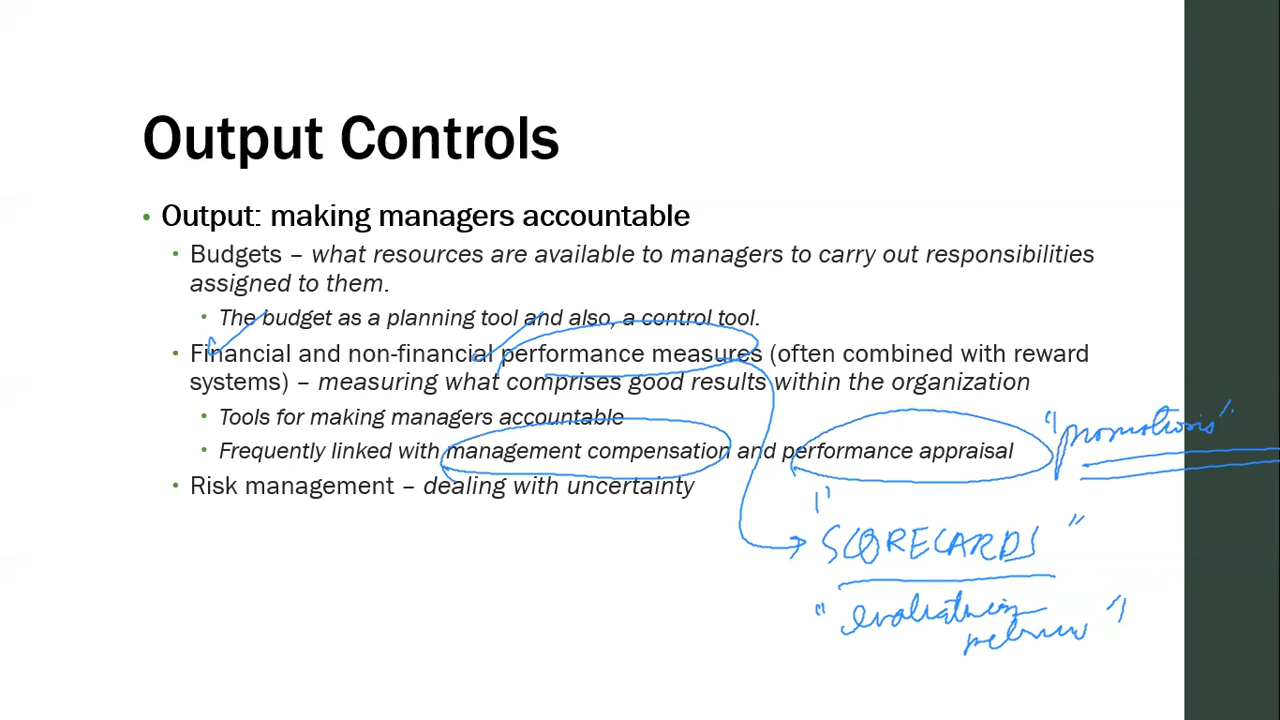 Output Controls
• Output: making managers accountable
• Budgets – what resources are available to managers to carry out responsibilities
assigned to them.
• The budget as a planning tool and also, a control tool.
• Financial and non-financial performance measures (often combined with reward
systems) – measuring what comprises good results within the organization
• Tools for making managers accountable
• Frequently linked with management compensation and performance appraisal
"promotions"
• Risk management – dealing with uncertainty
"SCORECARDS"